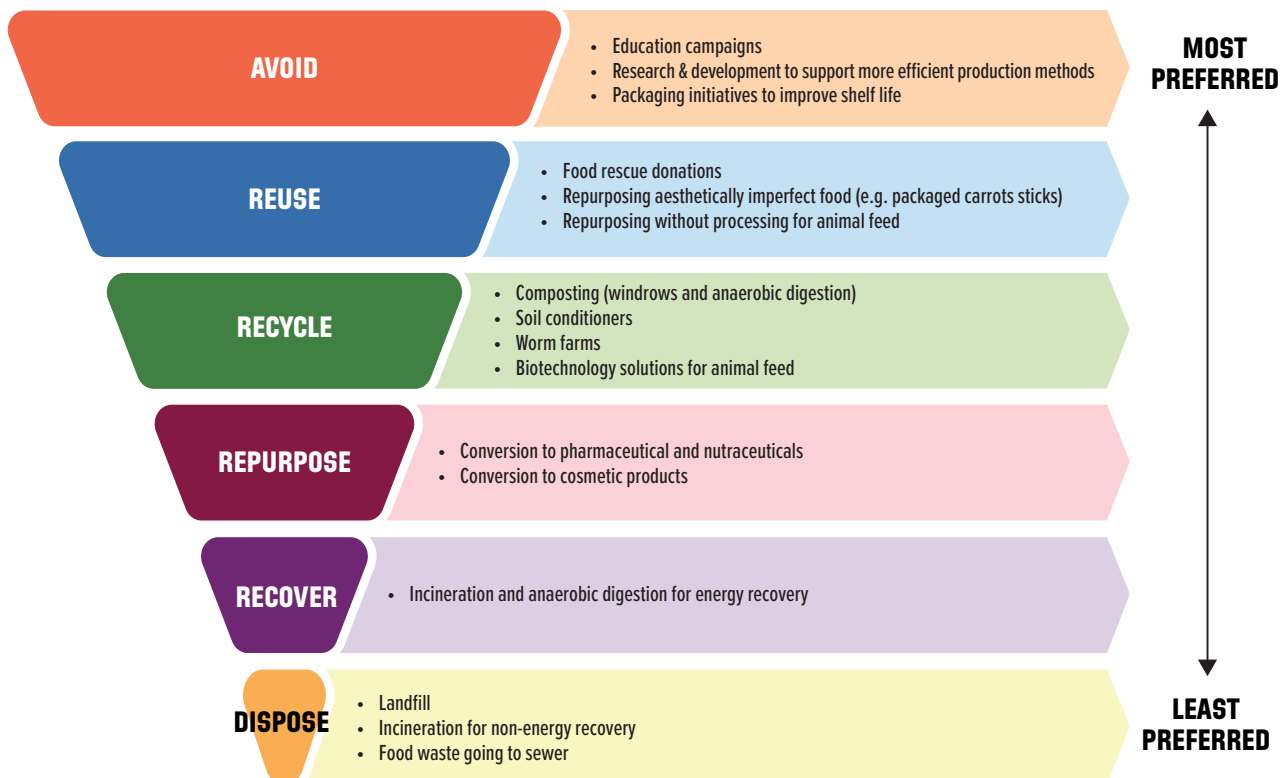 AVOID
• Education campaigns
• Research & development to support more efficient production methods
• Packaging initiatives to improve shelf life
MOST
PREFERRED
REUSE
• Food rescue donations
• Repurposing aesthetically imperfect food (e.g. packaged carrots sticks)
• Repurposing without processing for animal feed
RECYCLE
• Composting (windrows and anaerobic digestion)
• Soil conditioners
• Worm farms
• Biotechnology solutions for animal feed
REPURPOSE
• Conversion to pharmaceutical and nutraceuticals
• Conversion to cosmetic products
RECOVER
• Incineration and anaerobic digestion for energy recovery
DISPOSE
• Landfill
• Incineration for non-energy recovery
• Food waste going to sewer
LEAST
PREFERRED